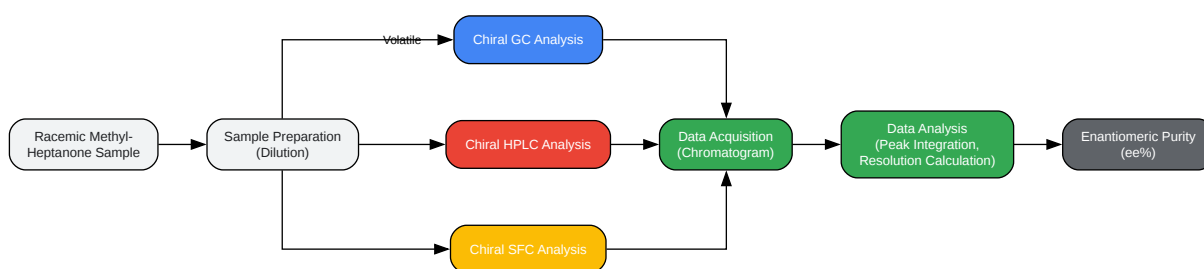 Volatile
Chiral GC Analysis
Racemic Methyl-
Heptanone Sample
Sample Preparation
(Dilution)
Chiral HPLC Analysis
Data Acquisition
(Chromatogram)
Data Analysis
(Peak Integration,
Resolution Calculation)
Enantiomeric Purity
(ee%)
Chiral SFC Analysis